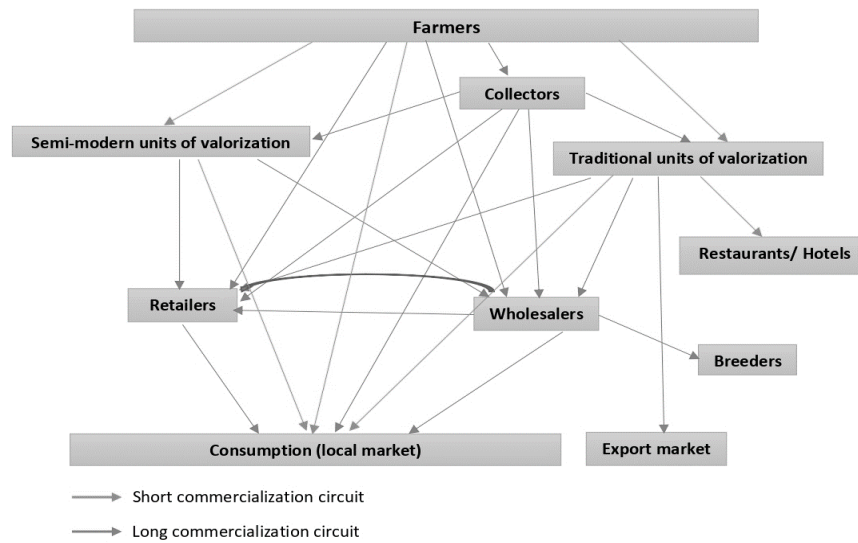 Farmers
Collectors
Semi-modern units of valorization
Traditional units of valorization
Restaurants/ Hotels
Retailers
Wholesalers
Breeders
Consumption (local market)
Export market
Short commercialization circuit
Long commercialization circuit